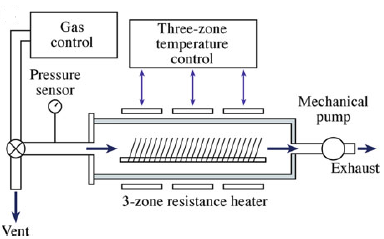 Gas
control
Three-zone
temperature
control
Pressure
sensor
Mechanical
pump
Exhaust
3-zone resistance heater
Vent